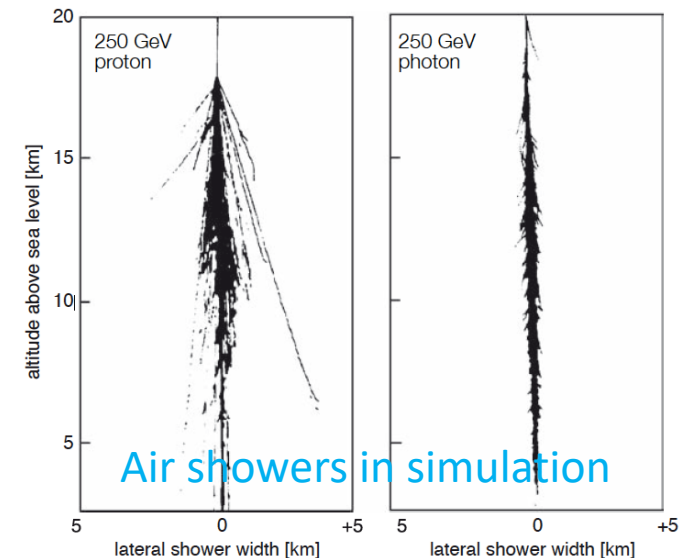 20
15
10
5
altitude above sea level [km]
250 GeV
proton
250 GeV
photon
Air showers in simulation
5 0 +5
5 0 +5
lateral shower width [km]
lateral shower width [km]